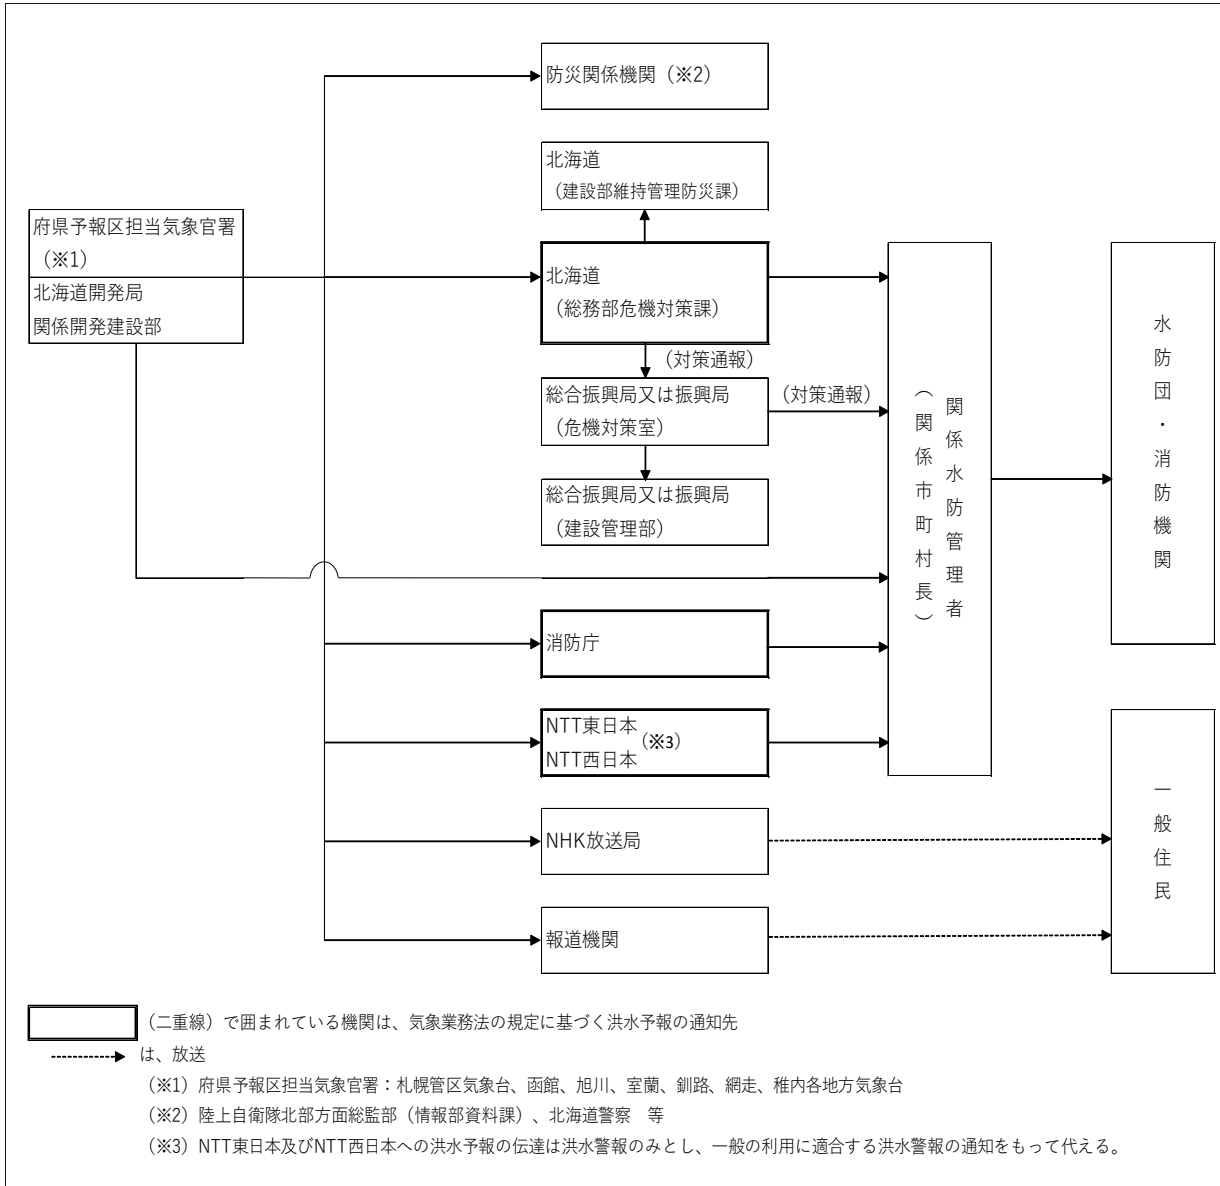 防災関係機関（※2）
北海道
（建設部維持管理防災課）
府県予報区担当気象官署
（※1）
北海道開発局
関係開発建設部
北海道
（総務部危機対策課）
（対策通報）
総合振興局又は振興局
（危機対策室）
（対策通報）
総合振興局又は振興局
（建設管理部）
関係水防管理者
（関係市町村長）
水防団・消防機関
消防庁
NTT東日本
NTT西日本
（※3）
NHK放送局
報道機関
一般住民
（二重線）で囲まれている機関は、気象業務法の規定に基づく洪水予報の通知先
は、放送
（※1）府県予報区担当気象官署：札幌管区気象台、函館、旭川、室蘭、釧路、網走、稚内各地方気象台
（※2）陸上自衛隊北部方面総監部（情報部資料課）、北海道警察　等
（※3）NTT東日本及びNTT西日本への洪水予報の伝達は洪水警報のみとし、一般の利用に適合する洪水警報の通知をもって代える。